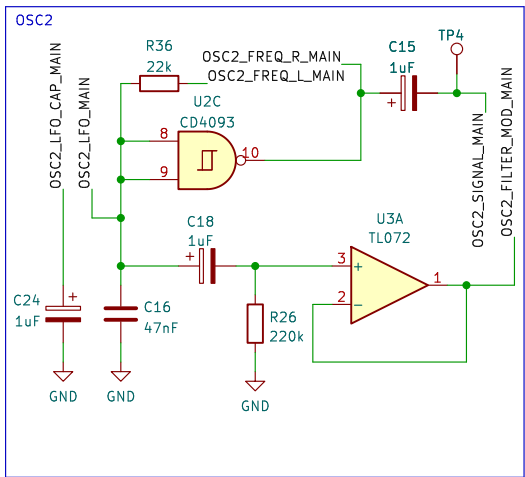 OSC2
OSC2_LFO_CAP_MAIN
OSC2_LFO_MAIN
R36
22k
OSC2_FREQ_R_MAIN
OSC2_FREQ_L_MAIN
C15
1uF
+
TP4
OSC2_SIGNAL_MAIN
OSC2_FILTER_MOD_MAIN
U2C
CD4093
8
9
10
C18
1uF
+
U3A
TL072
3
+
2
−
1
C24
1uF
+
C16
47nF
R26
220k
GND
GND
GND